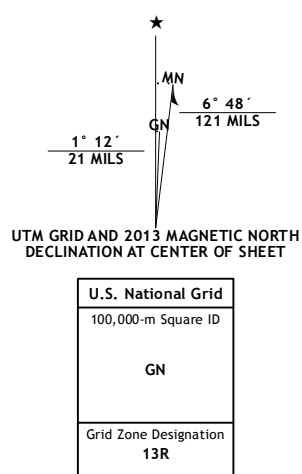 MN
GN
6° 48´
121 MILS
1° 12´
21 MILS
UTM GRID AND 2013 MAGNETIC NORTH
DECLINATION AT CENTER OF SHEET
U.S. National Grid
100,000-m Square ID
GN
Grid Zone Designation
13R